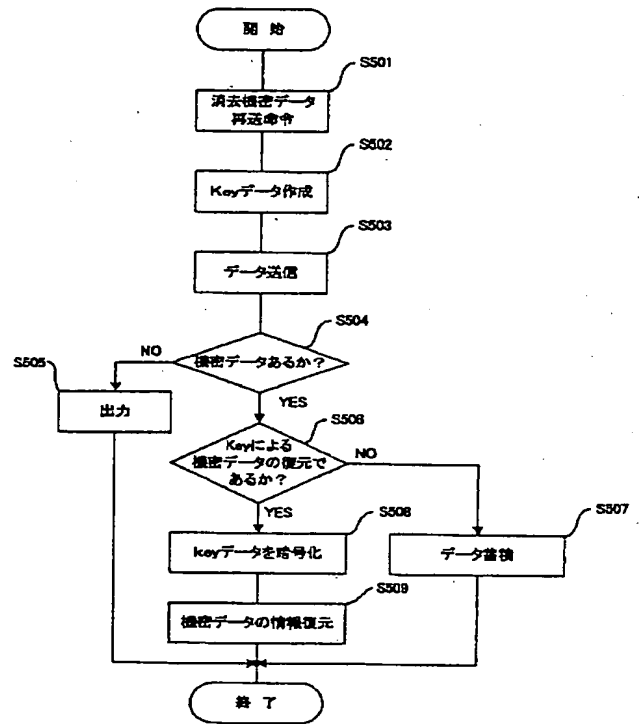 開 始
S501
消去機密データ
再送命令
S502
Keyデータ作成
S503
データ送信
S504
機密データあるか？
NO
S505
出力
YES
S506
Keyによる
機密データの復元で
あるか？
NO
YES
S508
keyデータを暗号化
S507
データ蓄積
S509
機密データの情報復元
終 了